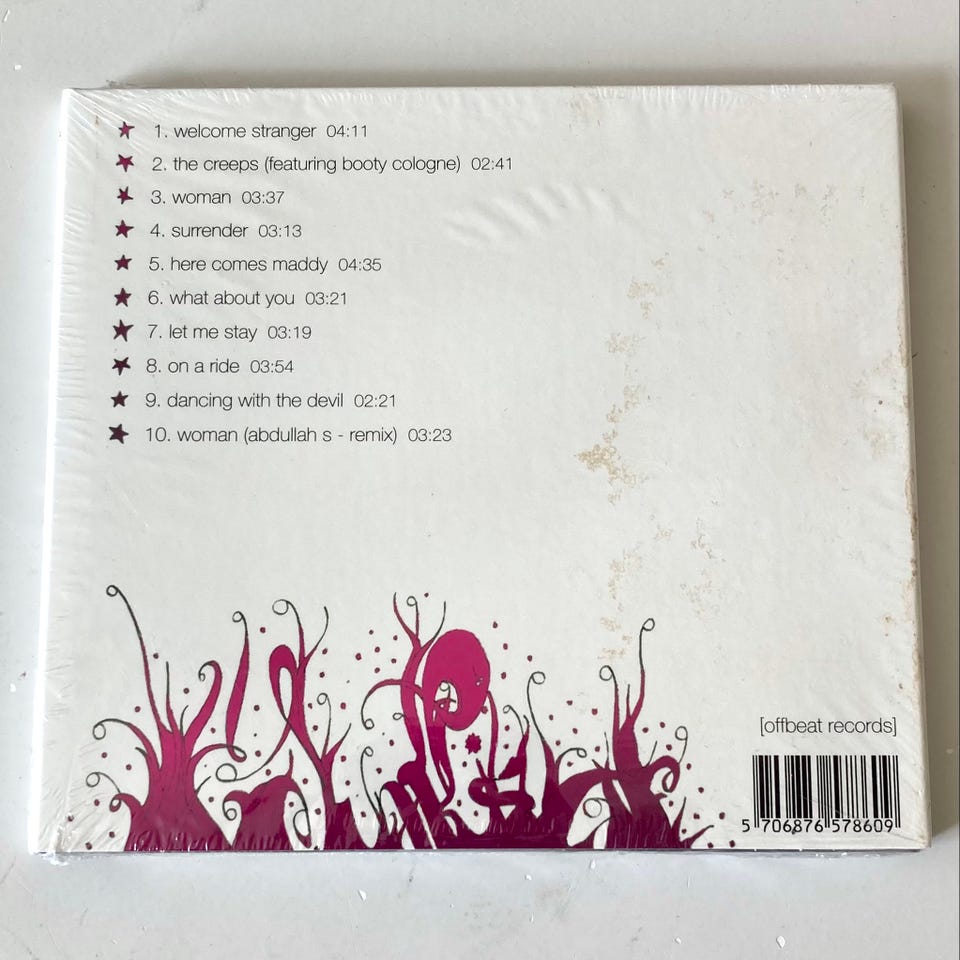 1. welcome stranger 04:11
2. the creeps (featuring booty cologne) 02:41
3. woman 03:37
4. surrender 03:13
5. here comes maddy 04:35
6. what about you 03:21
7. let me stay 03:19
8. on a ride 03:54
9. dancing with the devil 02:21
10. woman (abdullah s - remix) 03:23
[offbeat records]
5 706876 578609